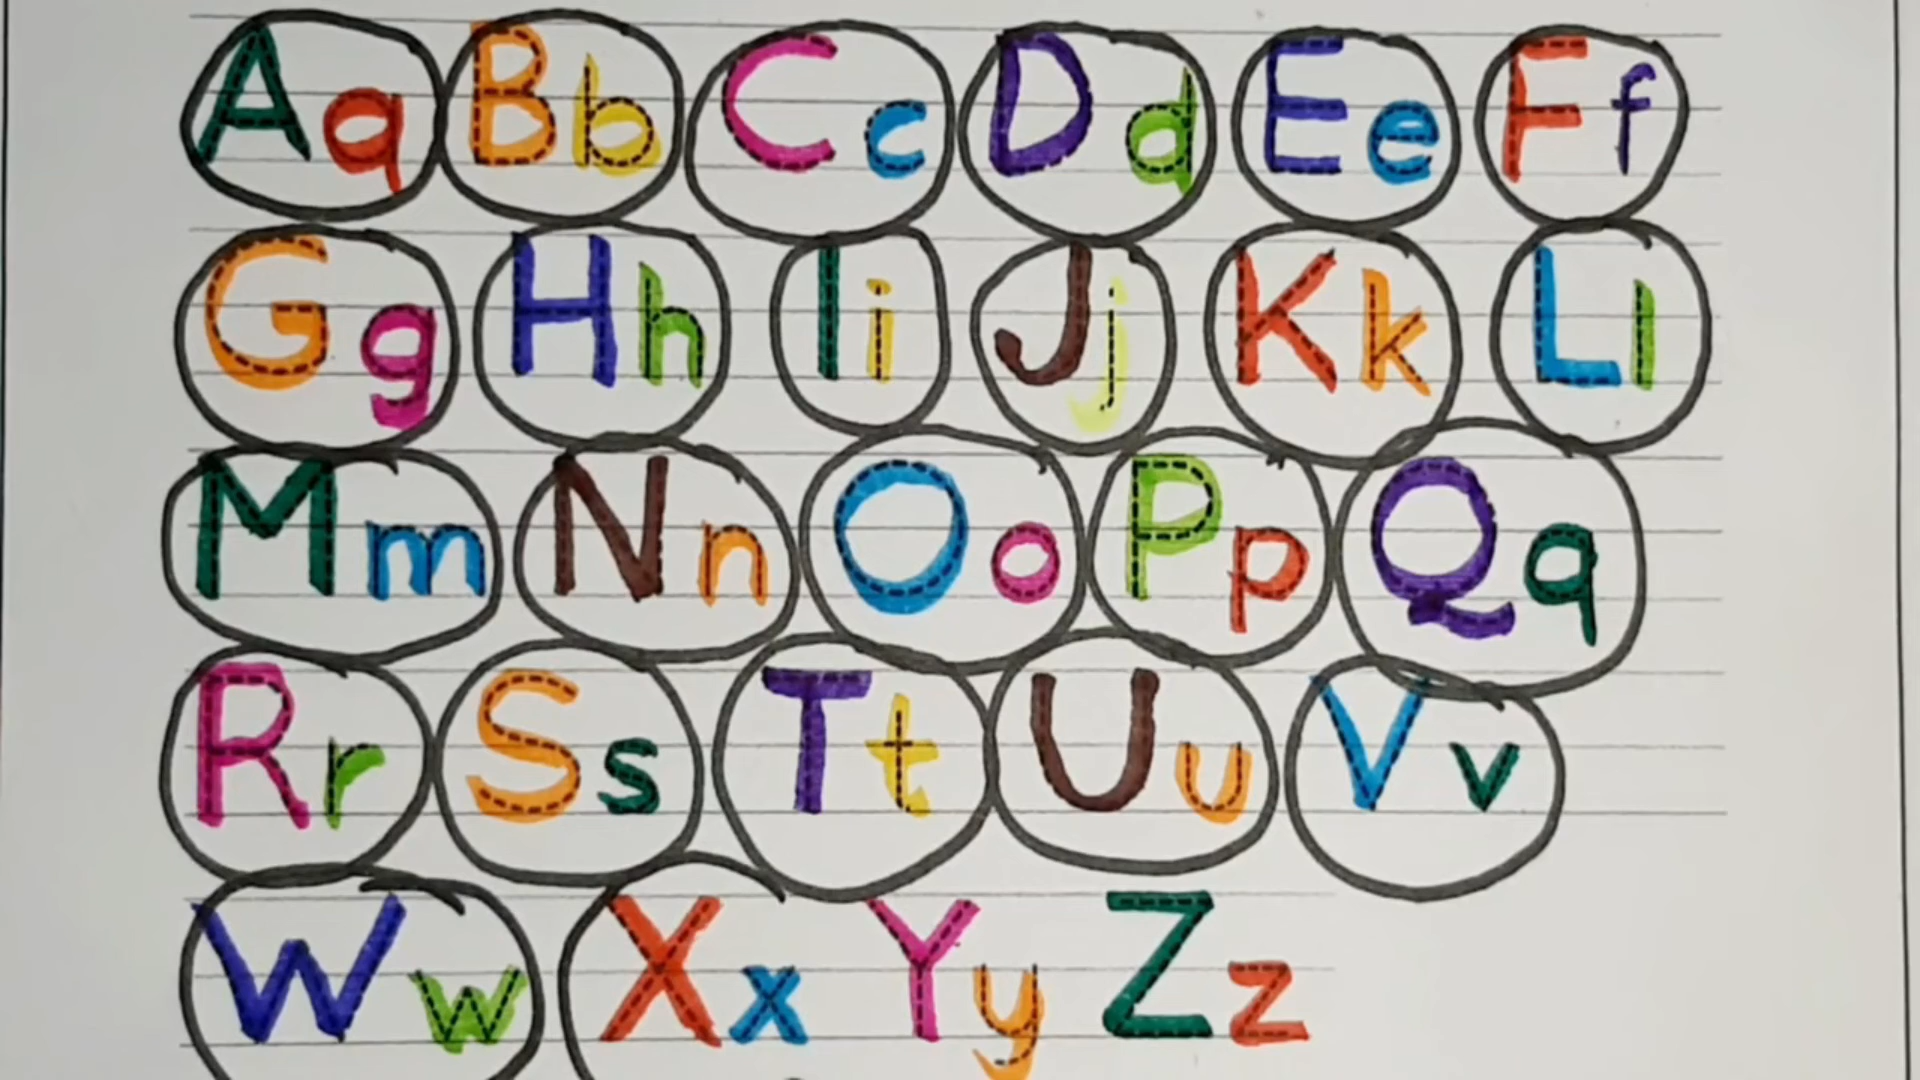 Aa Bb Cc Dd Ee Ff
Gg Hh Ii Jj Kk Ll
Mm Nn Oo Pp Qq
Rr Ss Tt Uu Vv
Ww Xx Yy Zz